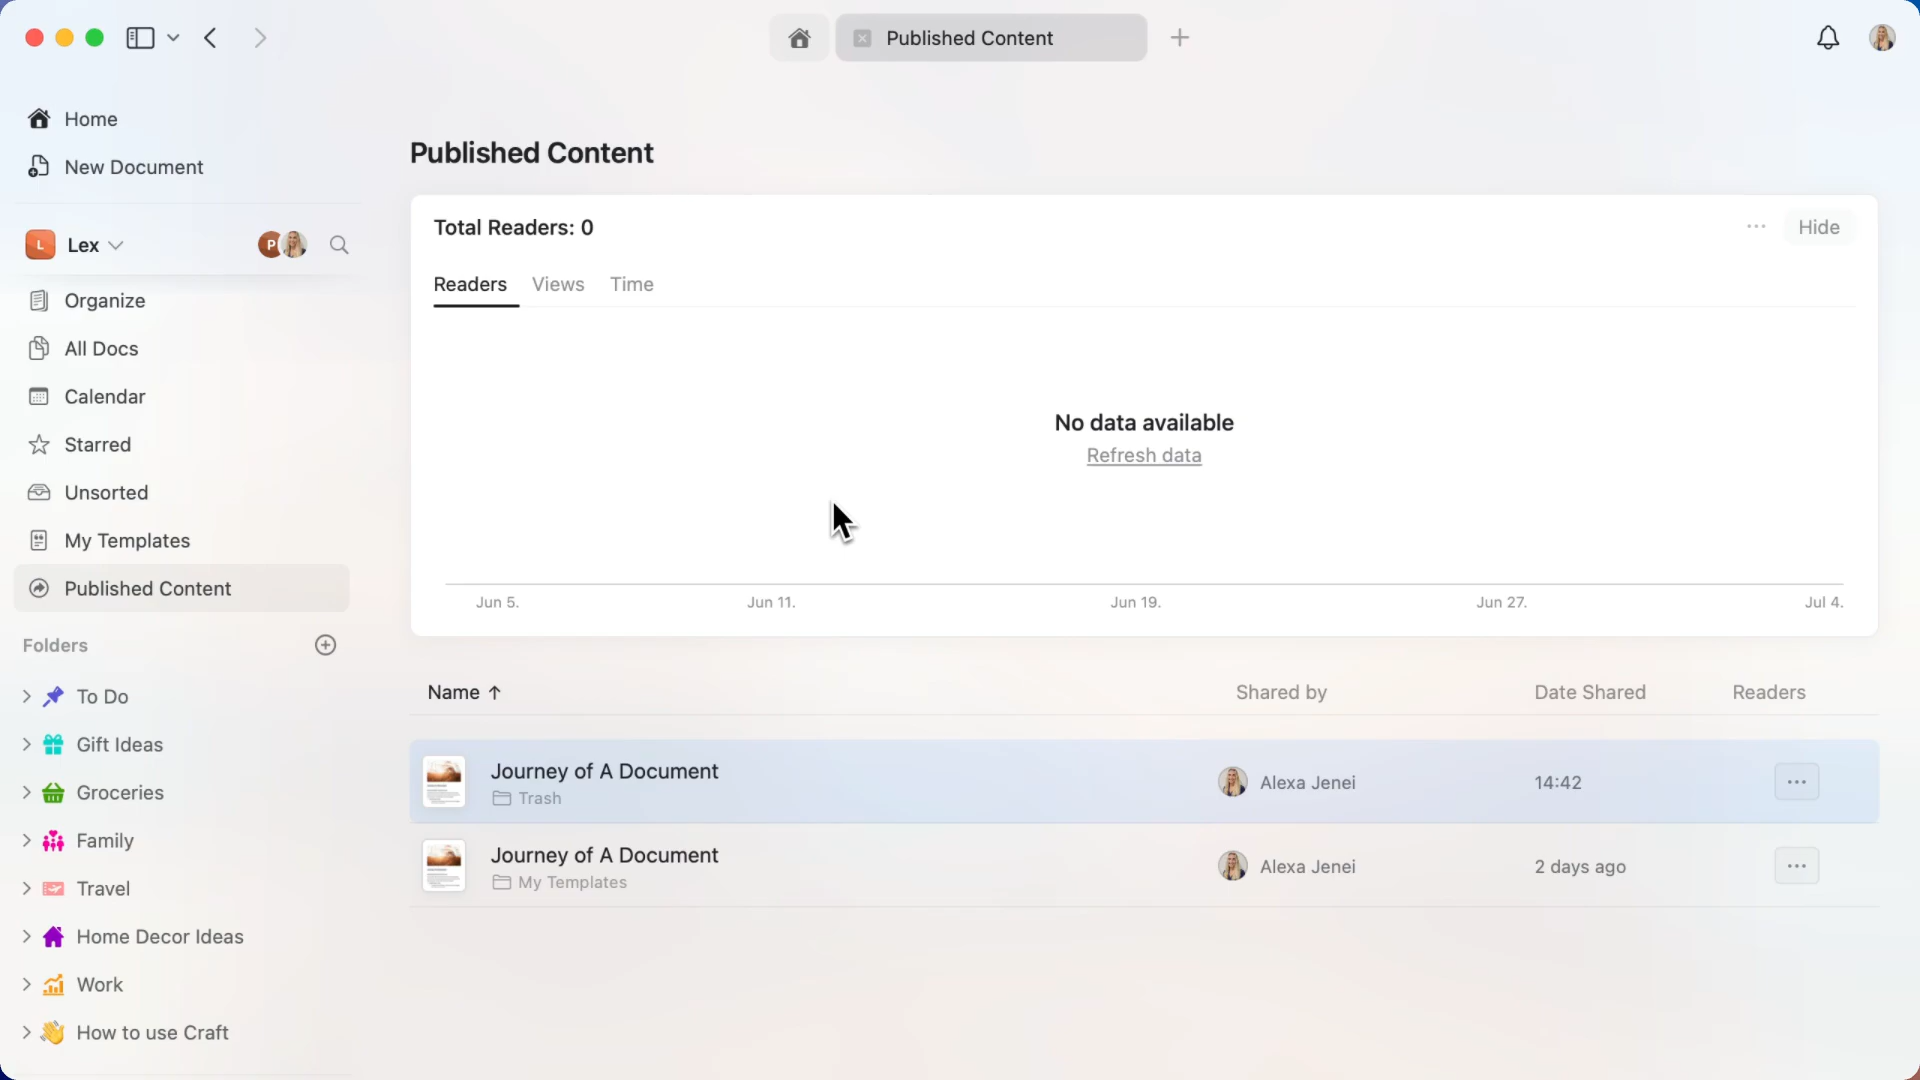 Published Content
Home
New Document
L Lex
P
Organize
All Docs
Calendar
Starred
Unsorted
My Templates
Published Content
Folders
To Do
Gift Ideas
Groceries
Family
Travel
Home Decor Ideas
Work
How to use Craft
Published Content
Total Readers: 0
Hide
Readers Views Time
No data available
Refresh data
Jun 5. Jun 11. Jun 19. Jun 27. Jul 4.
Name ↑ Shared by Date Shared Readers
Journey of A Document Alexa Jenei 14:42
Trash
Journey of A Document Alexa Jenei 2 days ago
My Templates